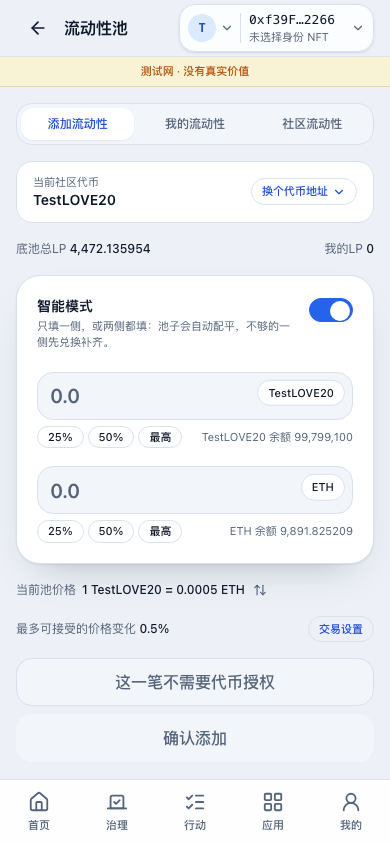 流动性池
T
0xf39F…2266
未选择身份 NFT
测试网 · 没有真实价值
添加流动性
我的流动性
社区流动性
当前社区代币
TestLOVE20
换个代币地址
底池总LP 4,472.135954
我的LP 0
智能模式
只填一侧，或两侧都填：池子会自动配平，不够的一
侧先兑换补齐。
0.0
TestLOVE20
25%
50%
最高
TestLOVE20 余额 99,799,100
0.0
ETH
25%
50%
最高
ETH 余额 9,891.825209
当前池价格 1 TestLOVE20 = 0.0005 ETH
最多可接受的价格变化 0.5%
交易设置
这一笔不需要代币授权
确认添加
首页
治理
行动
应用
我的